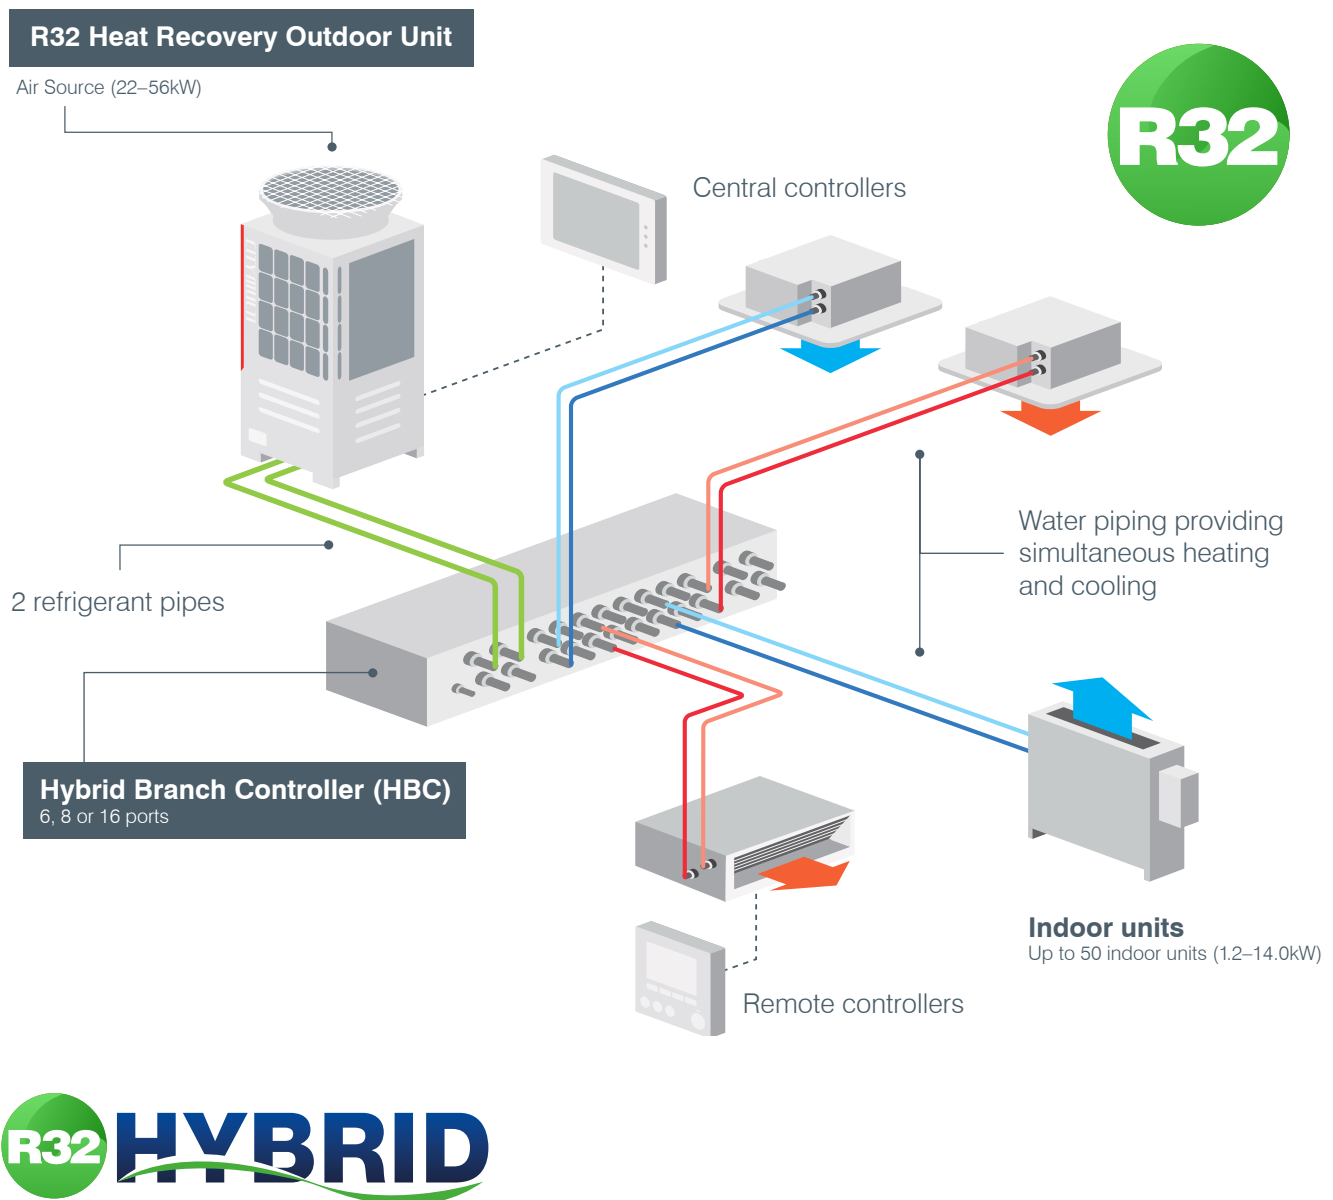 R32 Heat Recovery Outdoor Unit
Air Source (22–56kW)
R32
Central controllers
Water piping providing
simultaneous heating
and cooling
2 refrigerant pipes
Hybrid Branch Controller (HBC)
6, 8 or 16 ports
Indoor units
Up to 50 indoor units (1.2–14.0kW)
Remote controllers
R32 HYBRID